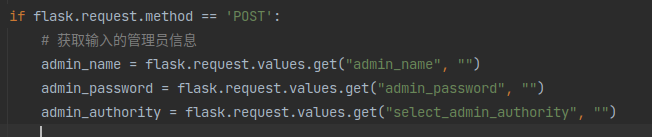 if flask.request.method == 'POST':
# 获取输入的管理员信息
admin_name = flask.request.values.get("admin_name", "")
admin_password = flask.request.values.get("admin_password", "")
admin_authority = flask.request.values.get("select_admin_authority", "")